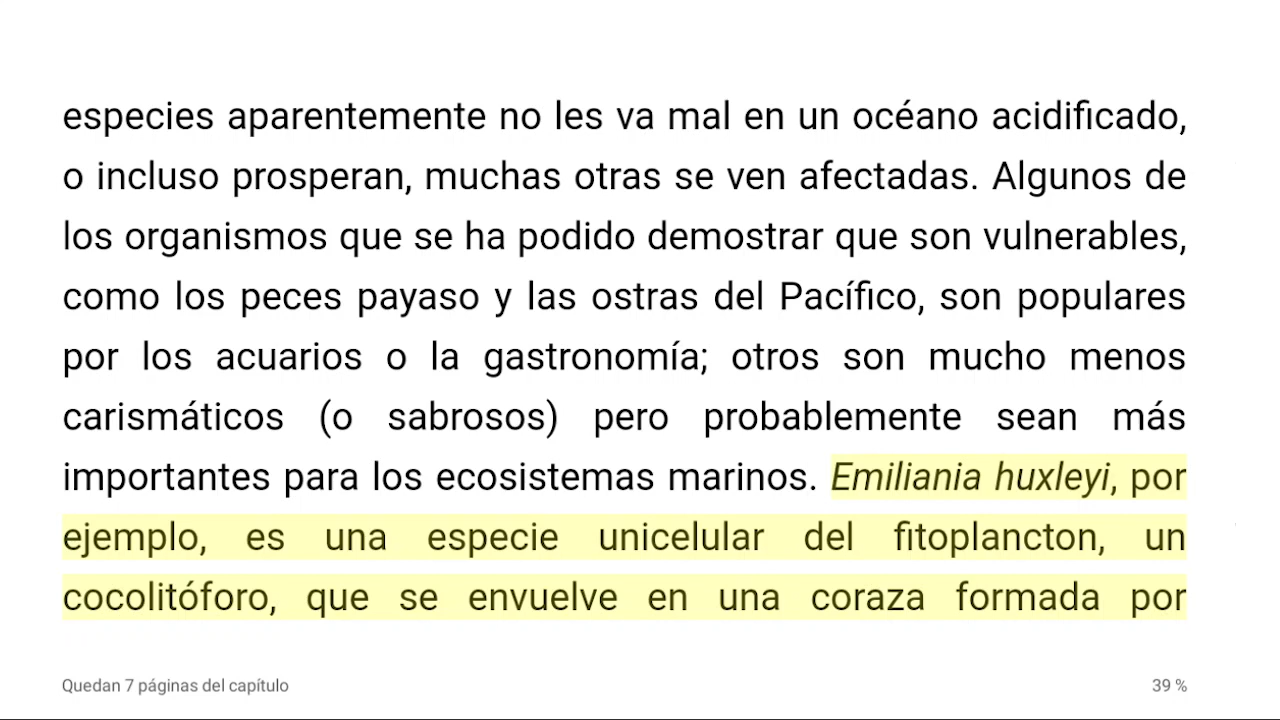 especies aparentemente no les va mal en un océano acidificado,
o incluso prosperan, muchas otras se ven afectadas. Algunos de
los organismos que se ha podido demostrar que son vulnerables,
como los peces payaso y las ostras del Pacífico, son populares
por los acuarios o la gastronomía; otros son mucho menos
carismáticos (o sabrosos) pero probablemente sean más
importantes para los ecosistemas marinos. Emiliania huxleyi, por
ejemplo, es una especie unicelular del fitoplancton, un
cocolitóforo, que se envuelve en una coraza formada por
Quedan 7 páginas del capítulo
39 %